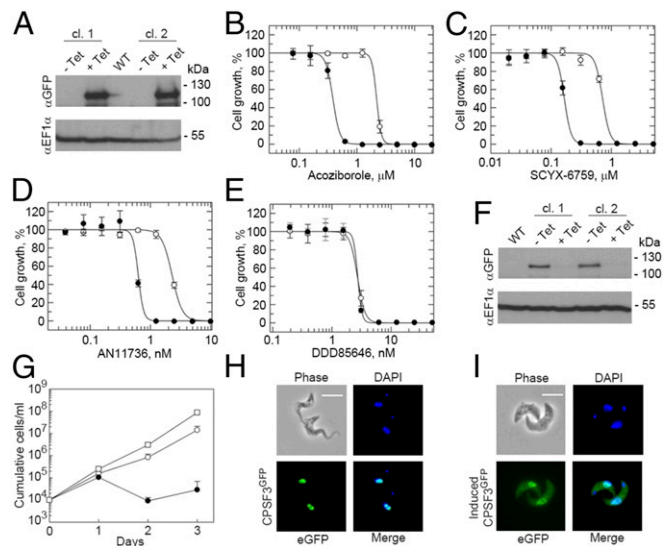 A
cl. 1 cl. 2
- Tet + Tet WT - Tet + Tet
kDa
αGFP
- 130
- 100
αEF1α
- 55
B
Cell growth, %
120
100
80
60
40
20
0
0.1 1 10
Acoziborole, μM
C
Cell growth, %
120
100
80
60
40
20
0
0.01 0.1 1 10
SCYX-6759, μM
D
Cell growth, %
120
100
80
60
40
20
0
0.1 1 10
AN11736, nM
E
Cell growth, %
120
100
80
60
40
20
0
0.1 1 10
DDD85646, nM
F
cl. 1 cl. 2
WT - Tet + Tet - Tet + Tet
kDa
αGFP
- 130
- 100
αEF1α
- 55
G
Cumulative cells/ml
10⁹
10⁸
10⁷
10⁶
10⁵
10⁴
10³
0 1 2 3
Days
H
Phase DAPI
CPSF3GFP
eGFP Merge
I
Phase DAPI
Induced CPSF3GFP
eGFP Merge